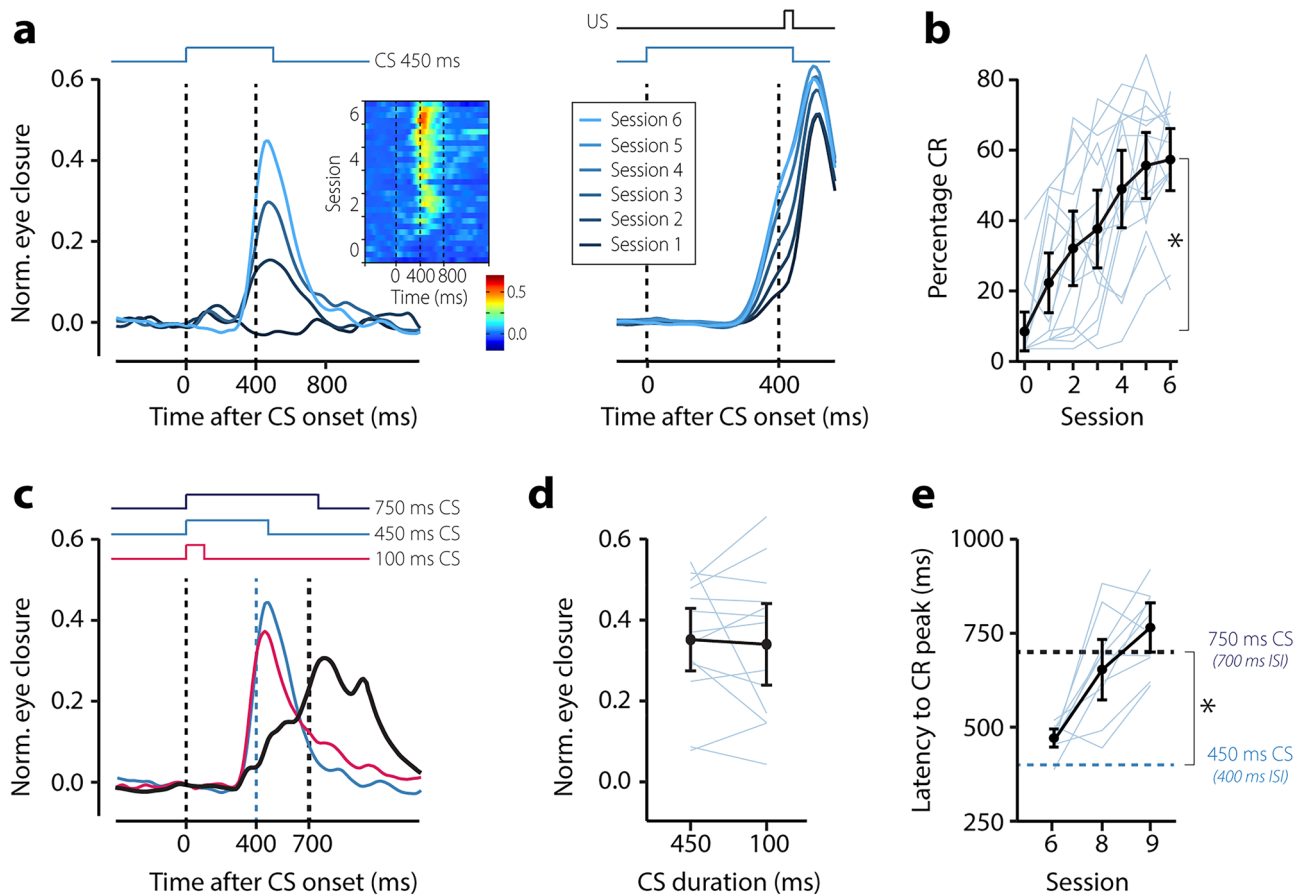 a
CS 450 ms
0.6
0.4
0.2
0.0
Norm. eye closure
0
400
800
Time after CS onset (ms)
6
4
2
0
Session
0
400
800
Time (ms)
0.5
0.0
US
Session 6
Session 5
Session 4
Session 3
Session 2
Session 1
0
400
Time after CS onset (ms)
b
80
60
40
20
0
Percentage CR
*
0
2
4
6
Session
c
750 ms CS
450 ms CS
100 ms CS
0.6
0.4
0.2
0.0
Norm. eye closure
0
400
700
Time after CS onset (ms)
d
0.6
0.4
0.2
0.0
Norm. eye closure
450
100
CS duration (ms)
e
1000
750
500
250
Latency to CR peak (ms)
750 ms CS
(700 ms ISI)
*
450 ms CS
(400 ms ISI)
6
8
9
Session